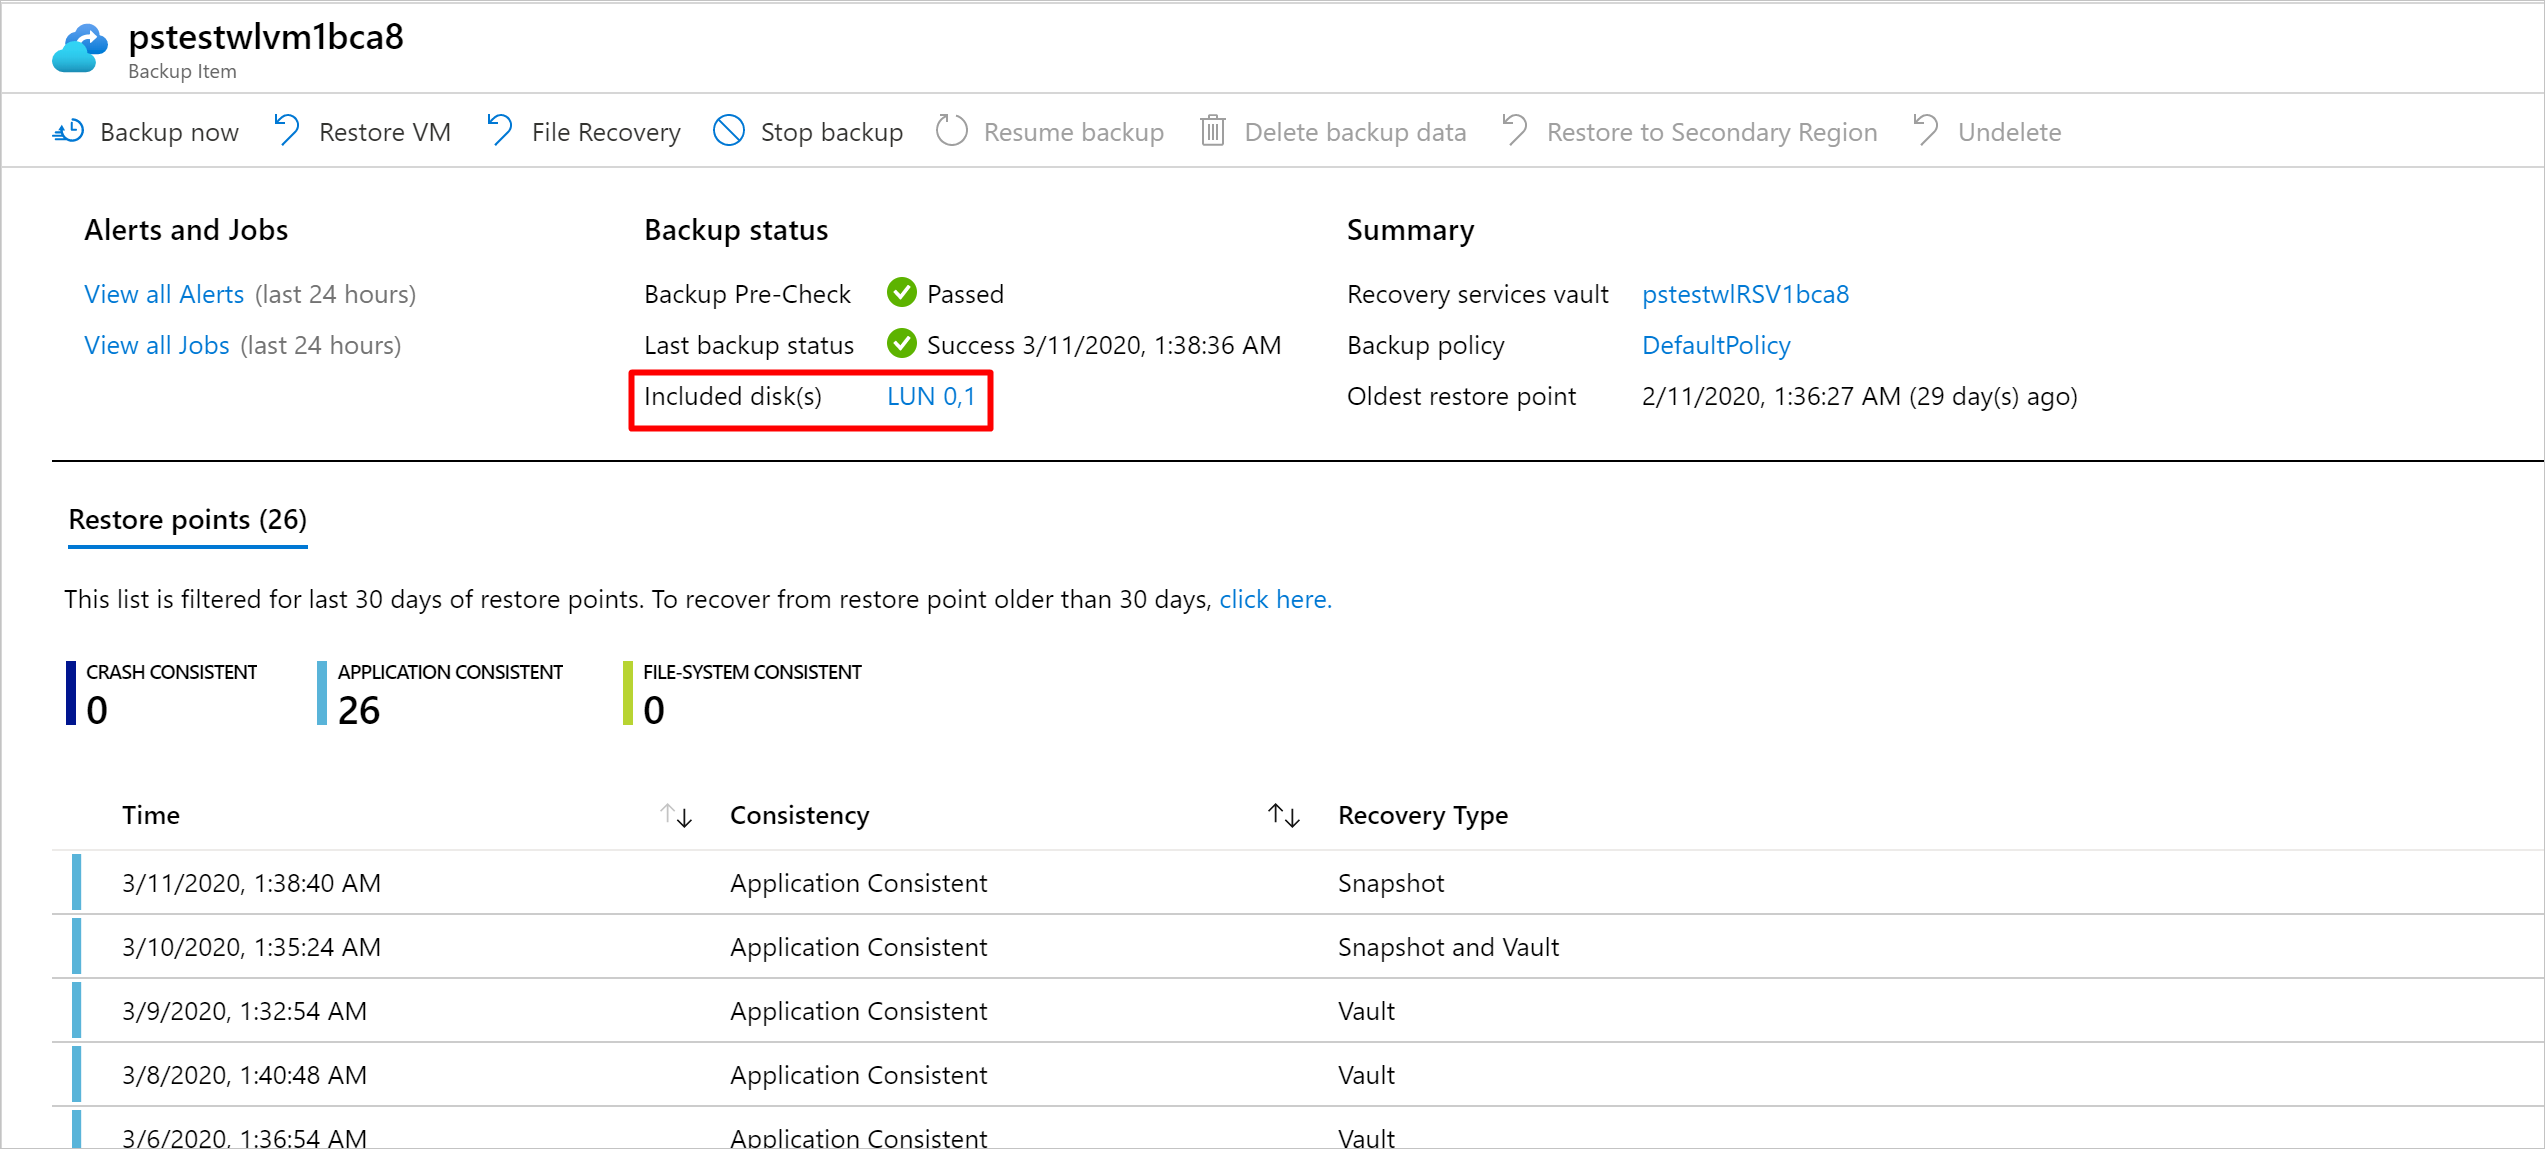 pstestwlvm1bca8
Backup Item
Backup now Restore VM File Recovery Stop backup Resume backup Delete backup data Restore to Secondary Region Undelete
Alerts and Jobs
View all Alerts (last 24 hours)
View all Jobs (last 24 hours)
Backup status
Backup Pre-Check Passed
Last backup status Success 3/11/2020, 1:38:36 AM
Included disk(s) LUN 0,1
Summary
Recovery services vault pstestwlRSV1bca8
Backup policy DefaultPolicy
Oldest restore point 2/11/2020, 1:36:27 AM (29 day(s) ago)
Restore points (26)
This list is filtered for last 30 days of restore points. To recover from restore point older than 30 days, click here.
CRASH CONSISTENT
0
APPLICATION CONSISTENT
26
FILE-SYSTEM CONSISTENT
0
Time Consistency Recovery Type
3/11/2020, 1:38:40 AM Application Consistent Snapshot
3/10/2020, 1:35:24 AM Application Consistent Snapshot and Vault
3/9/2020, 1:32:54 AM Application Consistent Vault
3/8/2020, 1:40:48 AM Application Consistent Vault
3/6/2020, 1:36:54 AM Application Consistent Vault